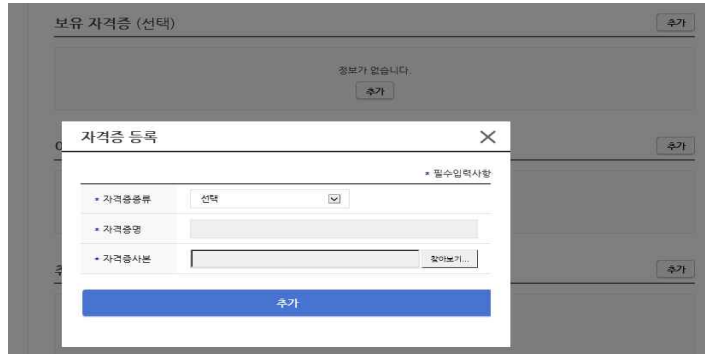 보유 자격증 (선택)
추가
정보가 없습니다.
추가
자격증 등록
추가
* 필수입력사항
* 자격증종류
선택
* 자격증명
* 자격증사본
찾아보기...
추가
추가